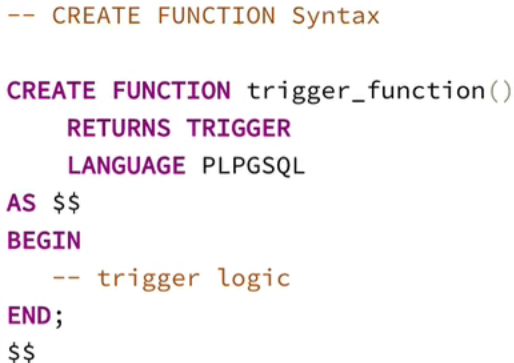 -- CREATE FUNCTION Syntax
CREATE FUNCTION trigger_function()
    RETURNS TRIGGER
    LANGUAGE PLPGSQL
AS $$
BEGIN
   -- trigger logic
END;
$$